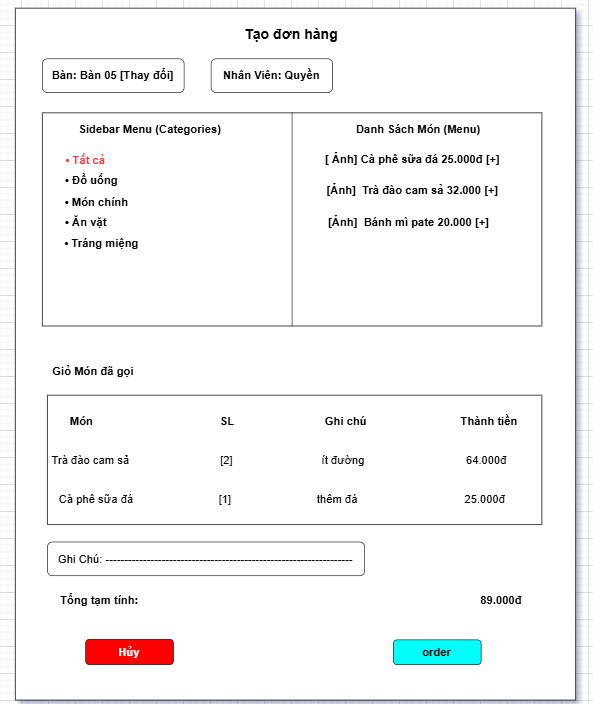 Tạo đơn hàng
Bàn: Bàn 05 [Thay đổi]
Nhân Viên: Quyền
Sidebar Menu (Categories)
• Tất cả
• Đồ uống
• Món chính
• Ăn vặt
• Tráng miệng
Danh Sách Món (Menu)
[ Ảnh] Cà phê sữa đá 25.000đ [+]
[Ảnh] Trà đào cam sả 32.000 [+]
[Ảnh] Bánh mì pate 20.000 [+]
Giỏ Món đã gọi
Món SL Ghi chú Thành tiền
Trà đào cam sả [2] ít đường 64.000đ
Cà phê sữa đá [1] thêm đá 25.000đ
Ghi Chú: ------------------------------------------------------------------
Tổng tạm tính: 89.000đ
Hủy order